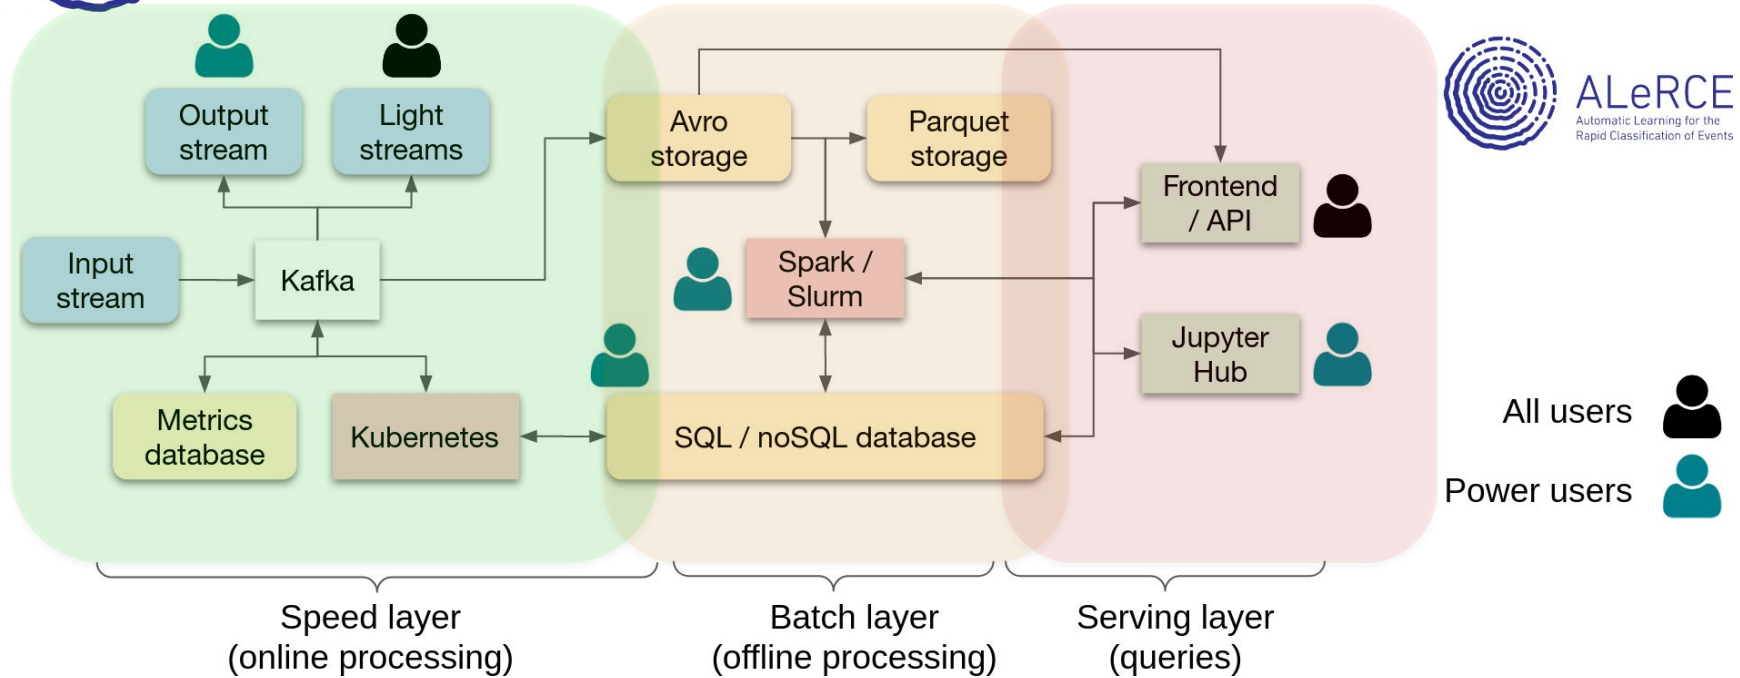 Output
stream
Light
streams
Input
stream
Kafka
Metrics
database
Kubernetes
Avro
storage
Parquet
storage
Spark /
Slurm
SQL / noSQL database
Frontend
/ API
Jupyter
Hub
ALeRCE
Automatic Learning for the
Rapid Classification of Events
All users
Power users
Speed layer
(online processing)
Batch layer
(offline processing)
Serving layer
(queries)